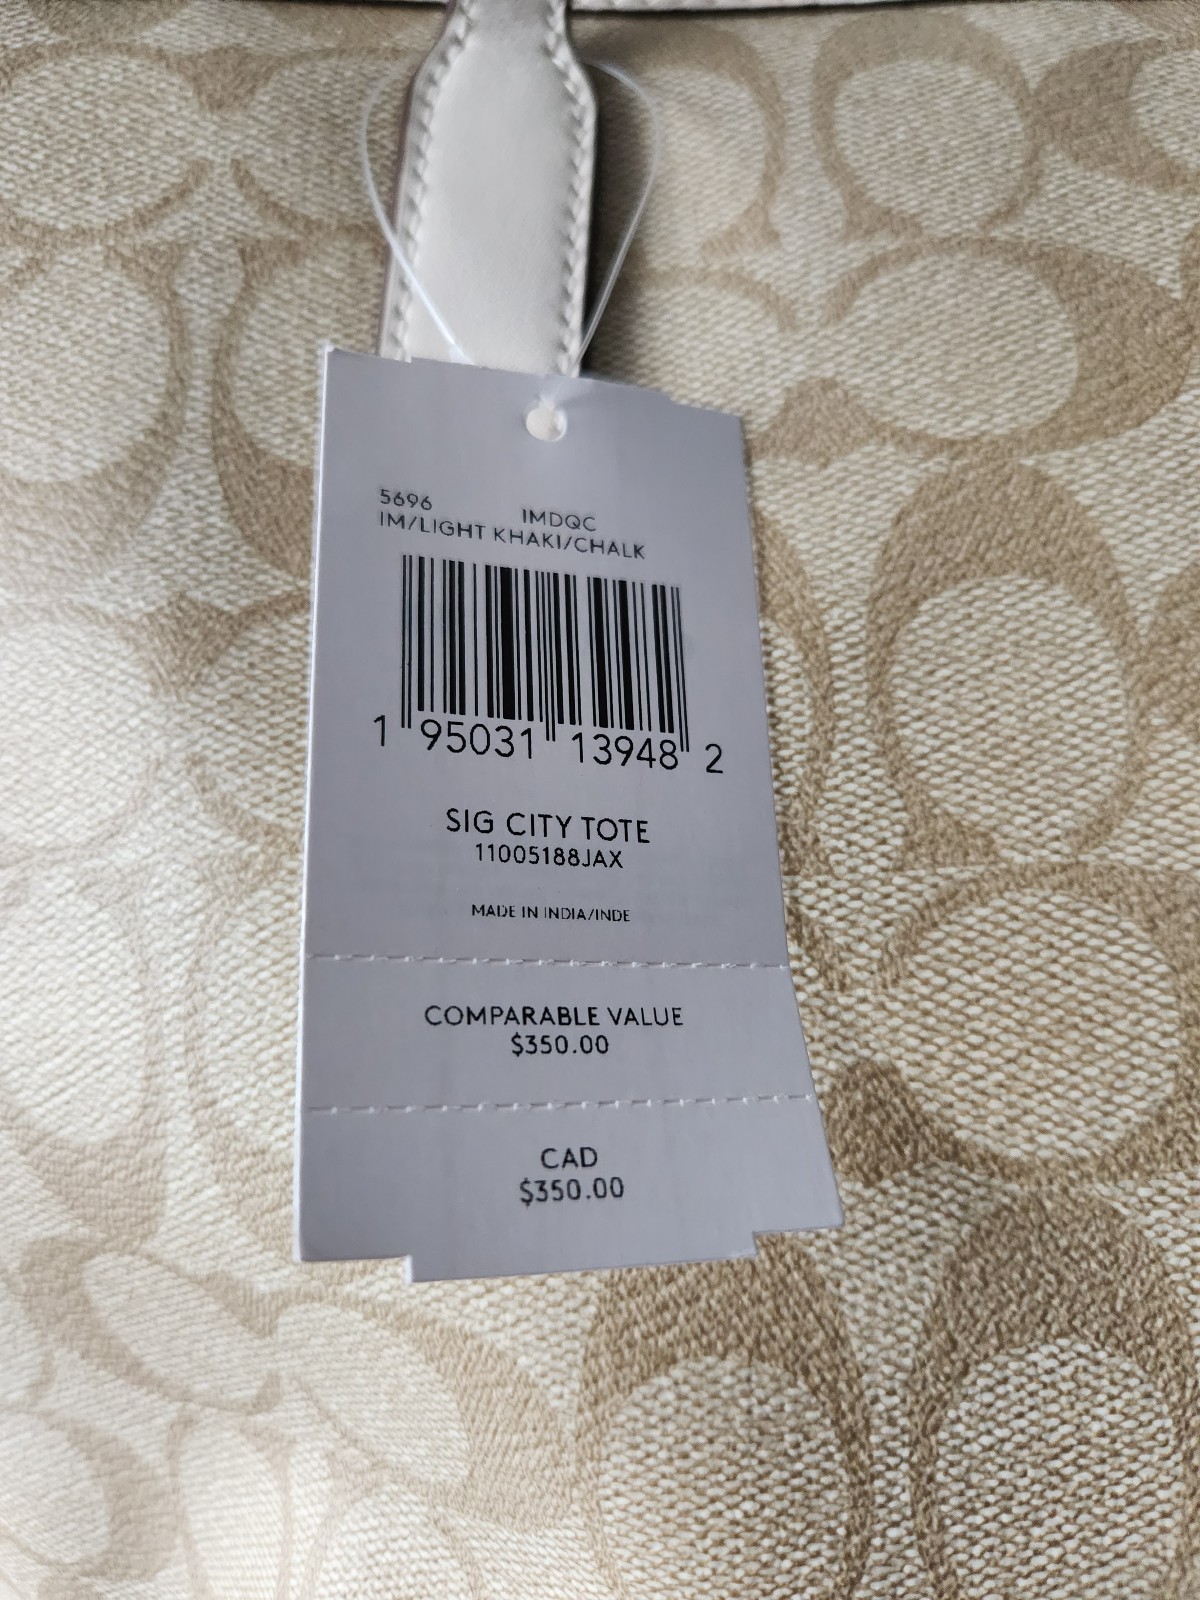 5696 IMDQC
IM/LIGHT KHAKI/CHALK
1 95031 13948 2
SIG CITY TOTE
11005188JAX
MADE IN INDIA/INDE
COMPARABLE VALUE
$350.00
CAD
$350.00